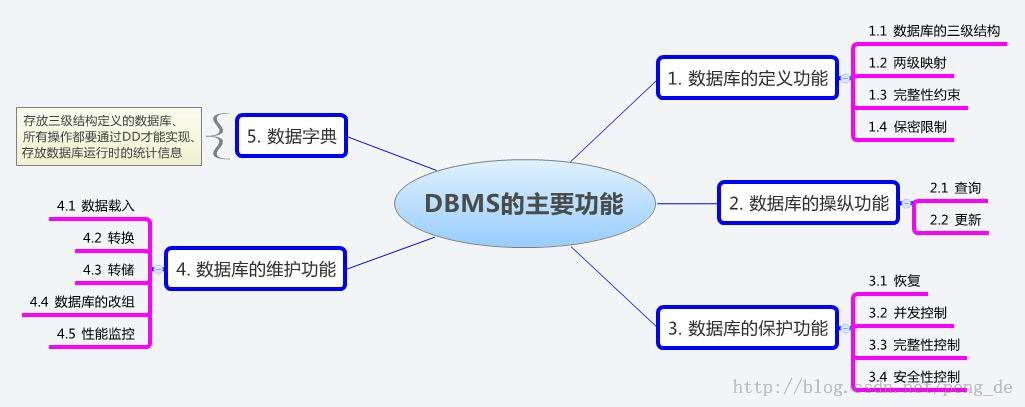 DBMS的主要功能
1. 数据库的定义功能
1.1 数据库的三级结构
1.2 两级映射
1.3 完整性约束
1.4 保密限制
2. 数据库的操纵功能
2.1 查询
2.2 更新
3. 数据库的保护功能
3.1 恢复
3.2 并发控制
3.3 完整性控制
3.4 安全性控制
4. 数据库的维护功能
4.1 数据载入
4.2 转换
4.3 转储
4.4 数据库的改组
4.5 性能监控
5. 数据字典
存放三级结构定义的数据库、
所有操作都要通过DD才能实现、
存放数据库运行时的统计信息
http://blog.csdn.net/peng_de